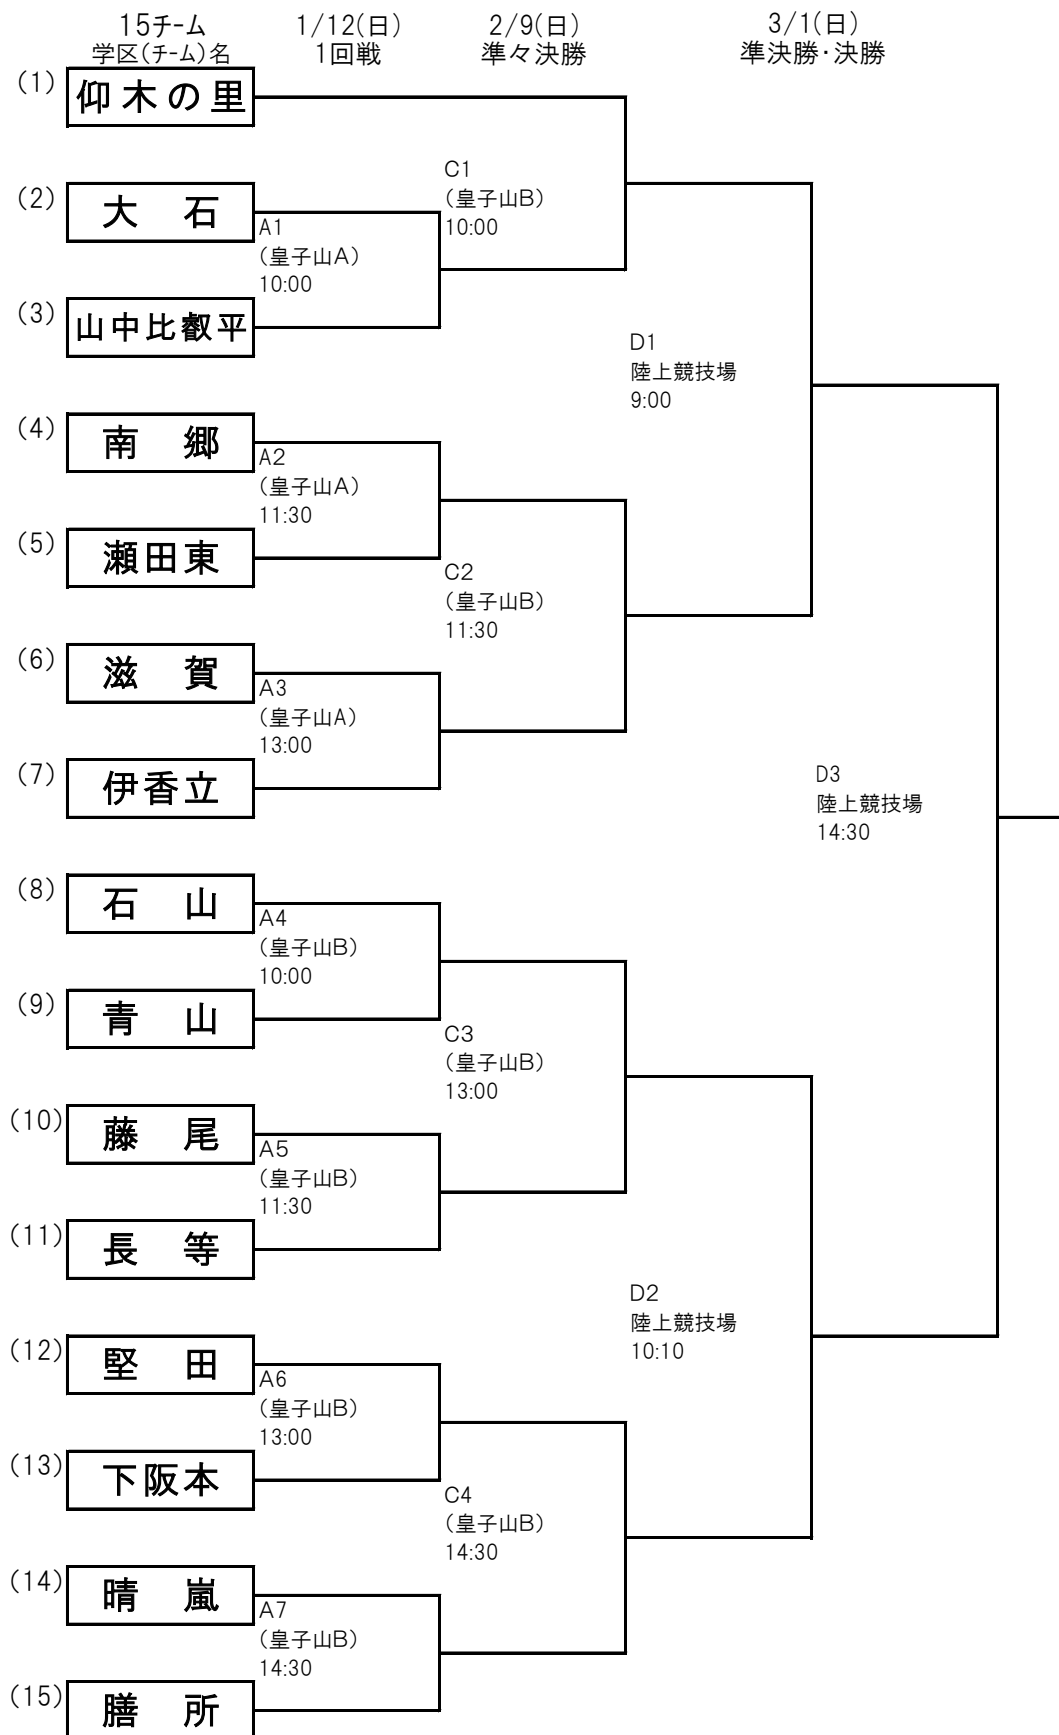 15チーム 1/12(日) 2/9(日) 3/1(日)
学区(チーム)名 1回戦 準々決勝 準決勝・決勝
(1) 仰木の里
C1
(皇子山B)
10:00
(2) 大 石
A1
(皇子山A)
10:00
(3) 山中比叡平
D1
陸上競技場
9:00
(4) 南 郷
A2
(皇子山A)
11:30
(5) 瀬田東
C2
(皇子山B)
11:30
(6) 滋 賀
A3
(皇子山A)
13:00
(7) 伊香立
D3
陸上競技場
14:30
(8) 石 山
A4
(皇子山B)
10:00
(9) 青 山
C3
(皇子山B)
13:00
(10) 藤 尾
A5
(皇子山B)
11:30
(11) 長 等
D2
陸上競技場
10:10
(12) 堅 田
A6
(皇子山B)
13:00
(13) 下阪本
C4
(皇子山B)
14:30
(14) 晴 嵐
A7
(皇子山B)
14:30
(15) 膳 所